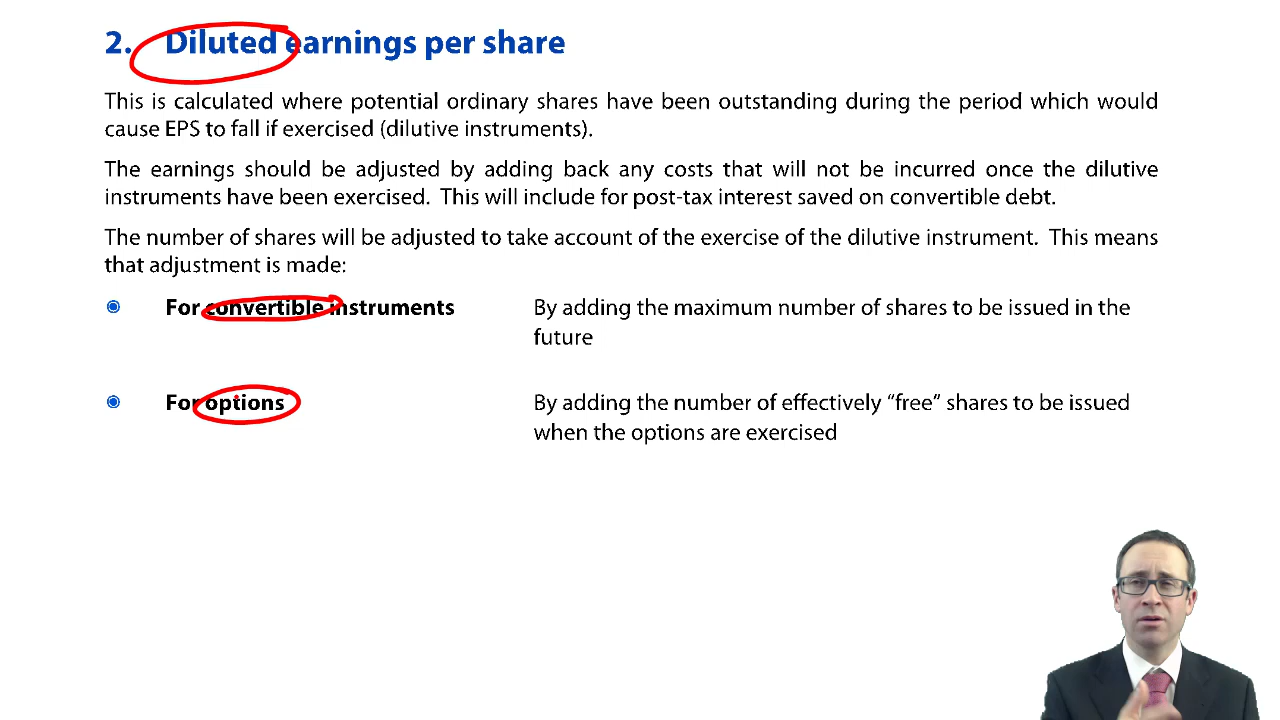 2. Diluted earnings per share
This is calculated where potential ordinary shares have been outstanding during the period which would
cause EPS to fall if exercised (dilutive instruments).
The earnings should be adjusted by adding back any costs that will not be incurred once the dilutive
instruments have been exercised. This will include for post-tax interest saved on convertible debt.
The number of shares will be adjusted to take account of the exercise of the dilutive instrument. This means
that adjustment is made:
For convertible instruments By adding the maximum number of shares to be issued in the
future
For options By adding the number of effectively “free” shares to be issued
when the options are exercised